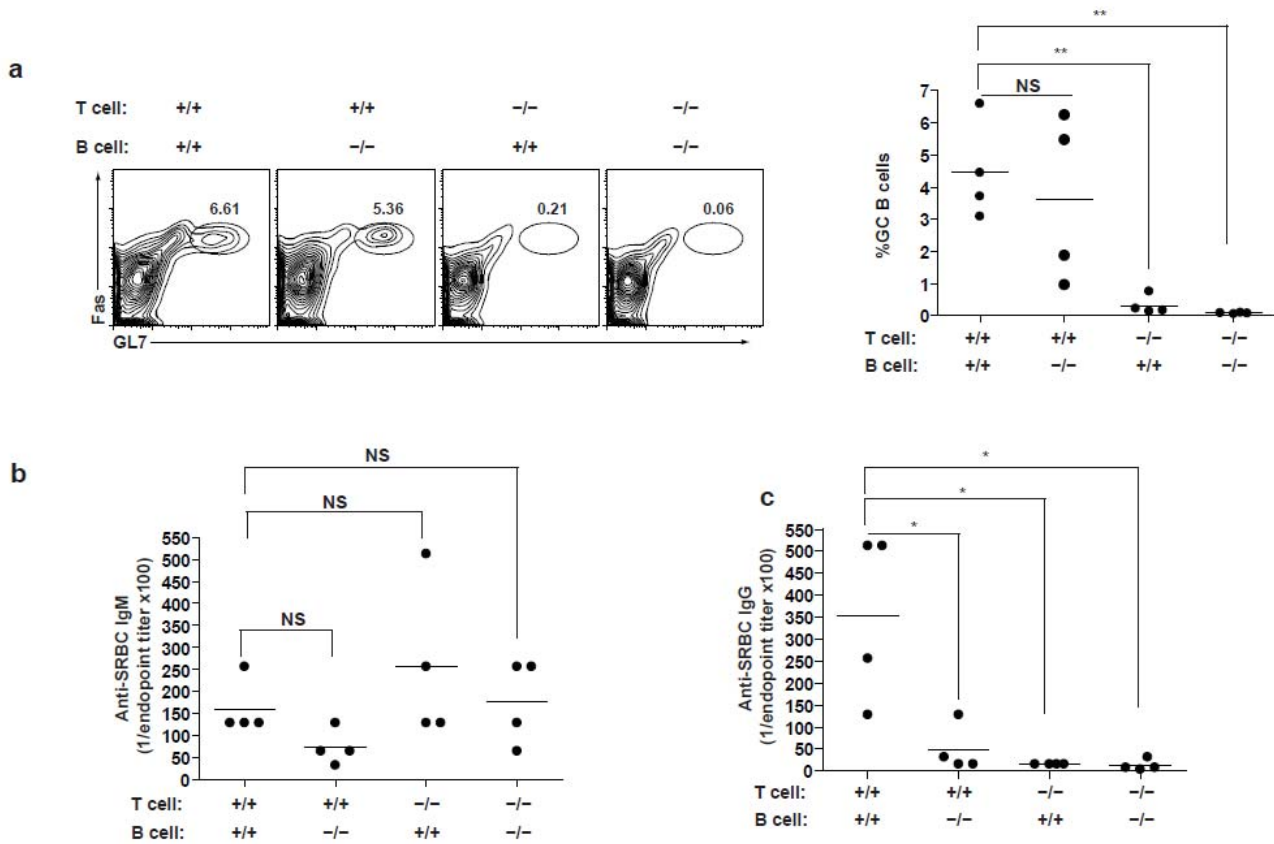 a
T cell: +/+ +/+ −/− −/−
B cell: +/+ −/− +/+ −/−
6.61 5.36 0.21 0.06
Fas
GL7
**
**
NS
7
6
5
4
3
2
1
0
%GC B cells
T cell: +/+ +/+ −/− −/−
B cell: +/+ −/− +/+ −/−
b
NS
NS
NS
550
500
450
400
350
300
250
200
150
100
50
0
Anti-SRBC IgM
(1/endopoint titer x100)
T cell: +/+ +/+ −/− −/−
B cell: +/+ −/− +/+ −/−
c
*
*
*
550
500
450
400
350
300
250
200
150
100
50
0
Anti-SRBC IgG
(1/endopoint titer x100)
T cell: +/+ +/+ −/− −/−
B cell: +/+ −/− +/+ −/−